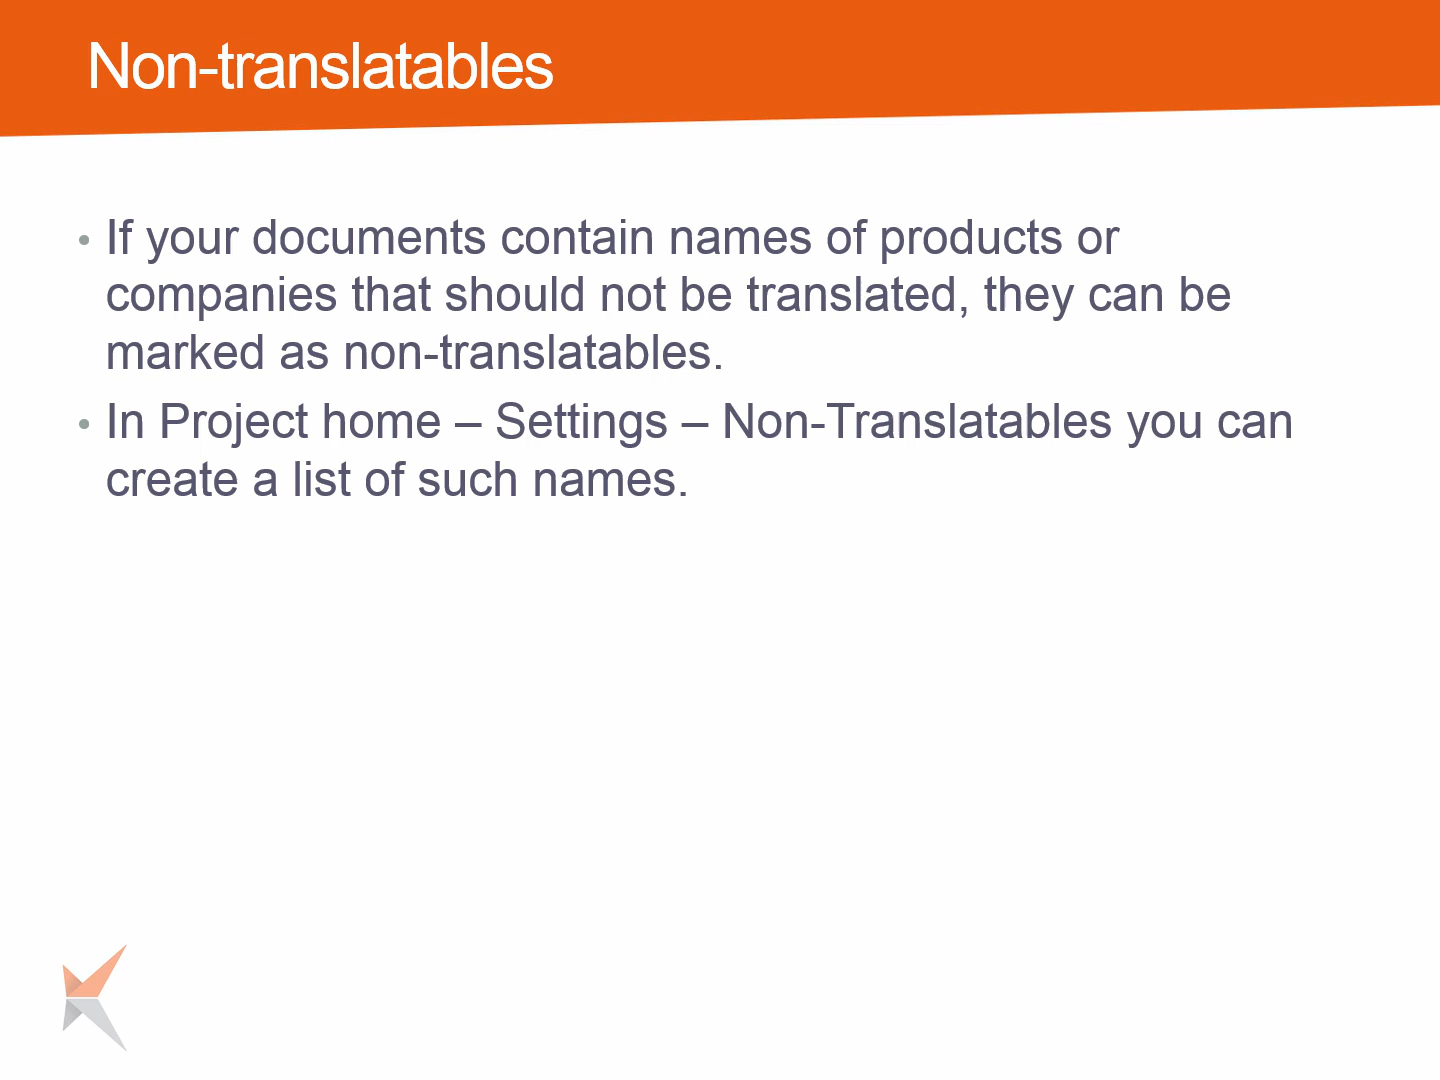 Non-translatables
• If your documents contain names of products or
companies that should not be translated, they can be
marked as non-translatables.
• In Project home – Settings – Non-Translatables you can
create a list of such names.